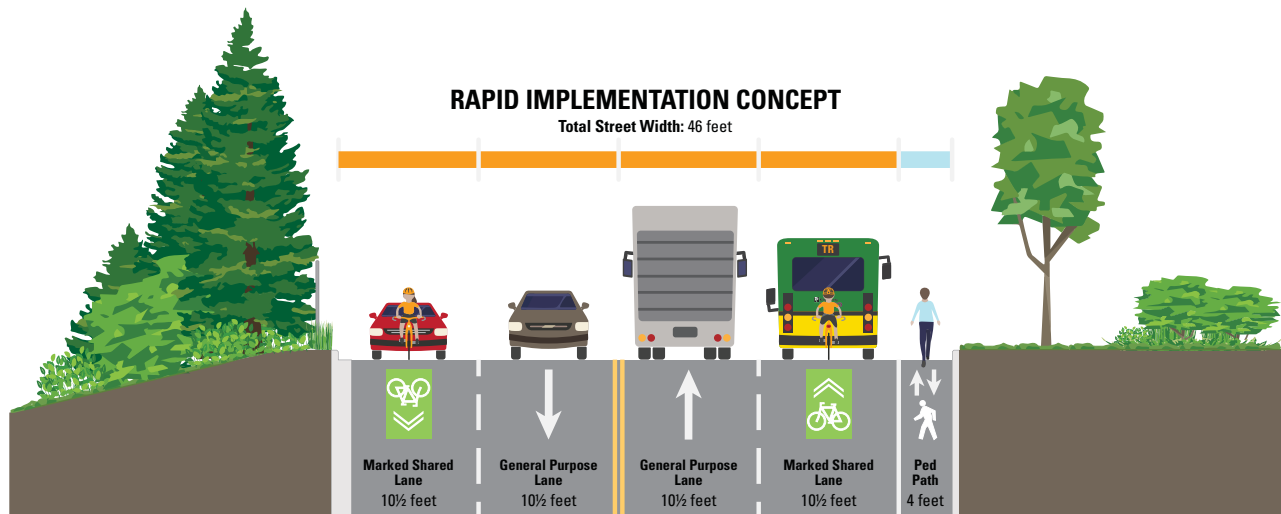 RAPID IMPLEMENTATION CONCEPT
Total Street Width: 46 feet
TR
Marked Shared
Lane
10½ feet
General Purpose
Lane
10½ feet
General Purpose
Lane
10½ feet
Marked Shared
Lane
10½ feet
Ped
Path
4 feet